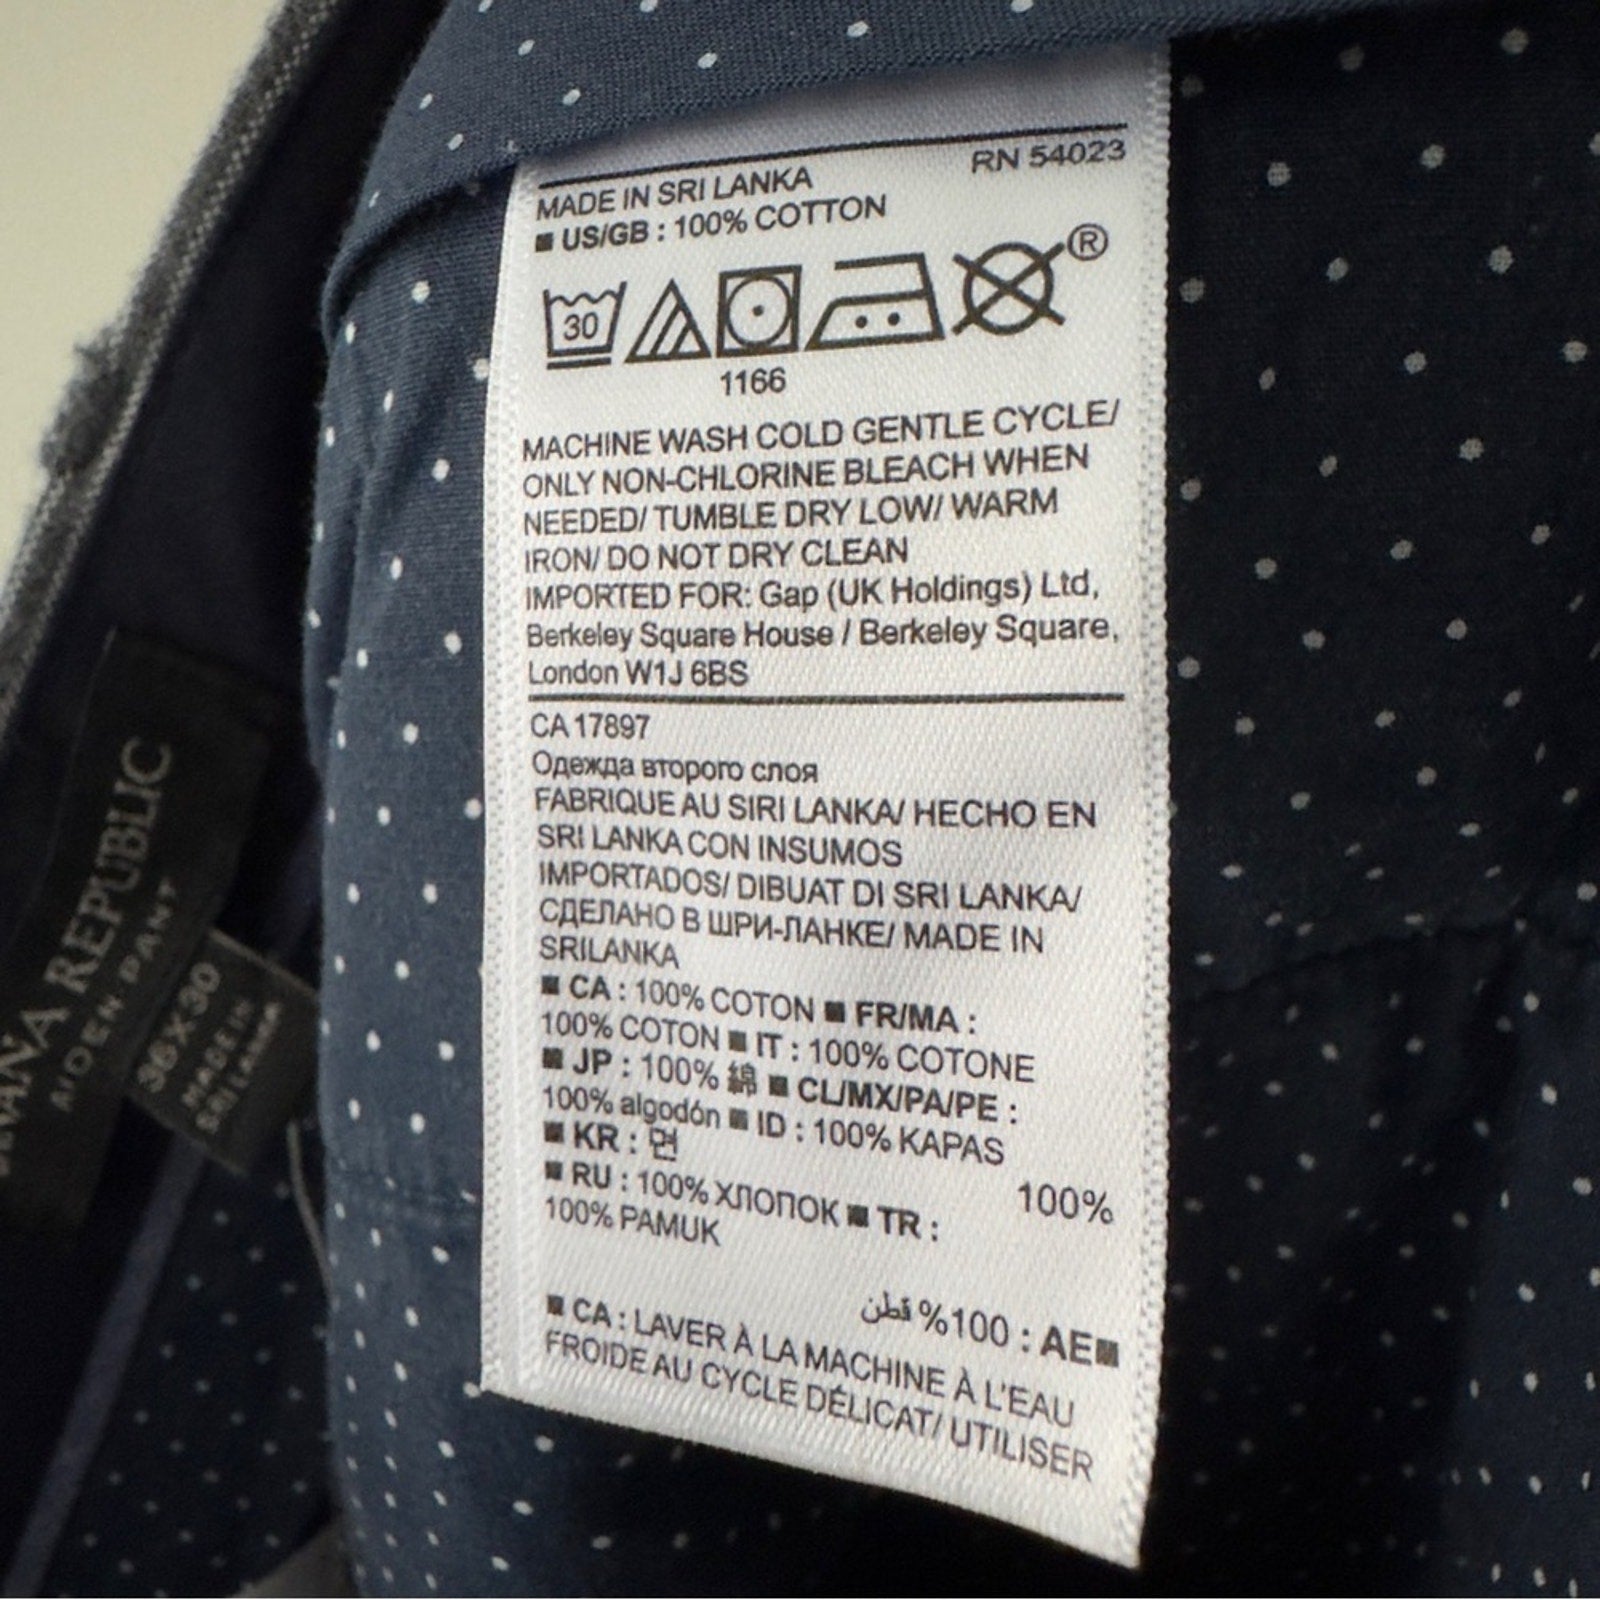 RN 54023
MADE IN SRI LANKA
■ US/GB : 100% COTTON
30
®
1166
MACHINE WASH COLD GENTLE CYCLE/
ONLY NON-CHLORINE BLEACH WHEN
NEEDED/ TUMBLE DRY LOW/ WARM
IRON/ DO NOT DRY CLEAN
IMPORTED FOR: Gap (UK Holdings) Ltd,
Berkeley Square House / Berkeley Square,
London W1J 6BS
CA 17897
Одежда второго слоя
FABRIQUE AU SIRI LANKA/ HECHO EN
SRI LANKA CON INSUMOS
IMPORTADOS/ DIBUAT DI SRI LANKA/
СДЕЛАНО В ШРИ-ЛАНКЕ/ MADE IN
SRILANKA
■ CA : 100% COTON ■ FR/MA :
100% COTON ■ IT : 100% COTONE
■ JP : 100% 綿 ■ CL/MX/PA/PE :
100% algodón ■ ID : 100% KAPAS
■ KR : 면 100%
■ RU : 100% ХЛОПОК ■ TR :
100% PAMUK
■AE : 100% قطن
■ CA : LAVER À LA MACHINE À L'EAU
FROIDE AU CYCLE DÉLICAT/ UTILISER
REPUBLIC
AIDEN PANT
36X30
MADE IN
SRI LANKA